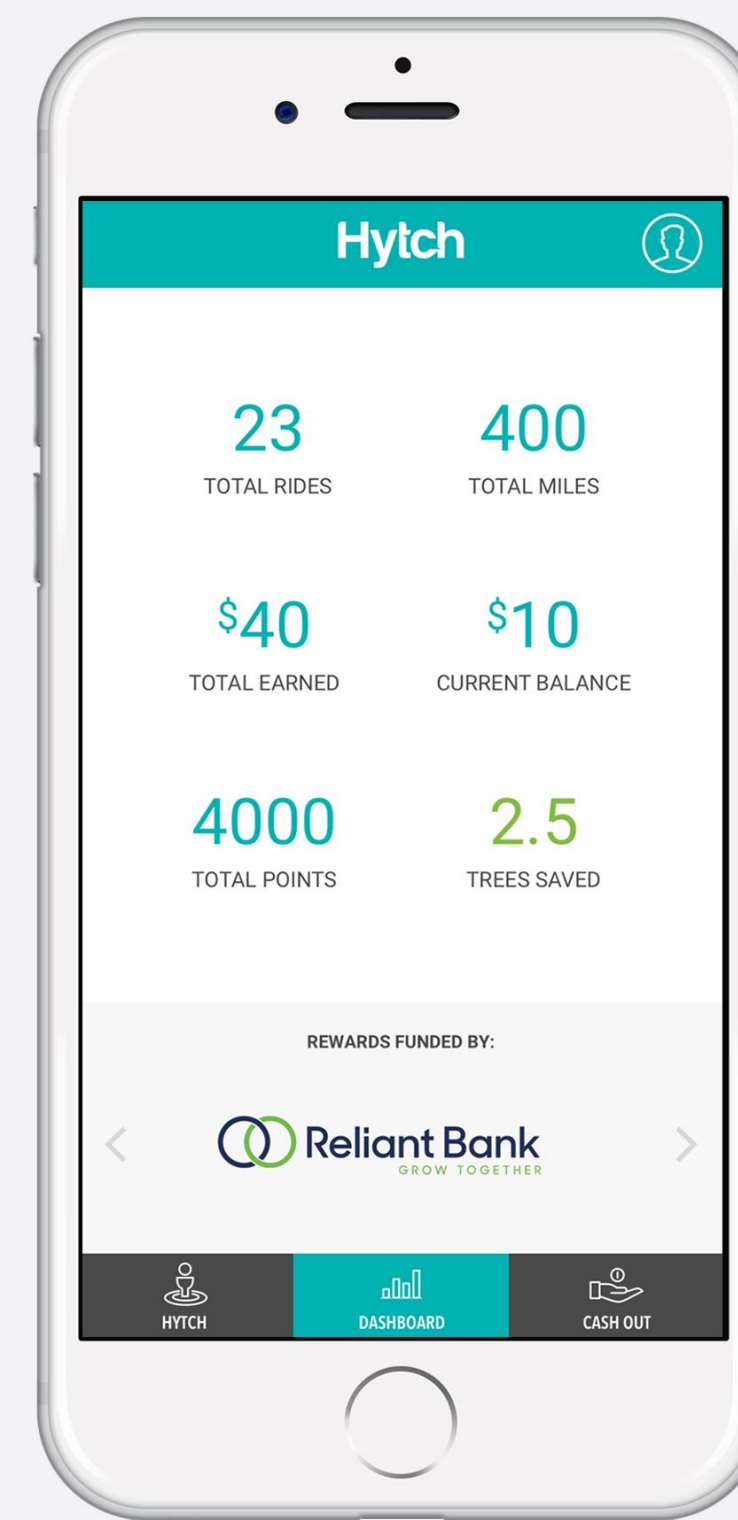 Hytch
23 400
TOTAL RIDES TOTAL MILES
$40 $10
TOTAL EARNED CURRENT BALANCE
4000 2.5
TOTAL POINTS TREES SAVED
REWARDS FUNDED BY:
Reliant Bank
GROW TOGETHER
HYTCH DASHBOARD CASH OUT